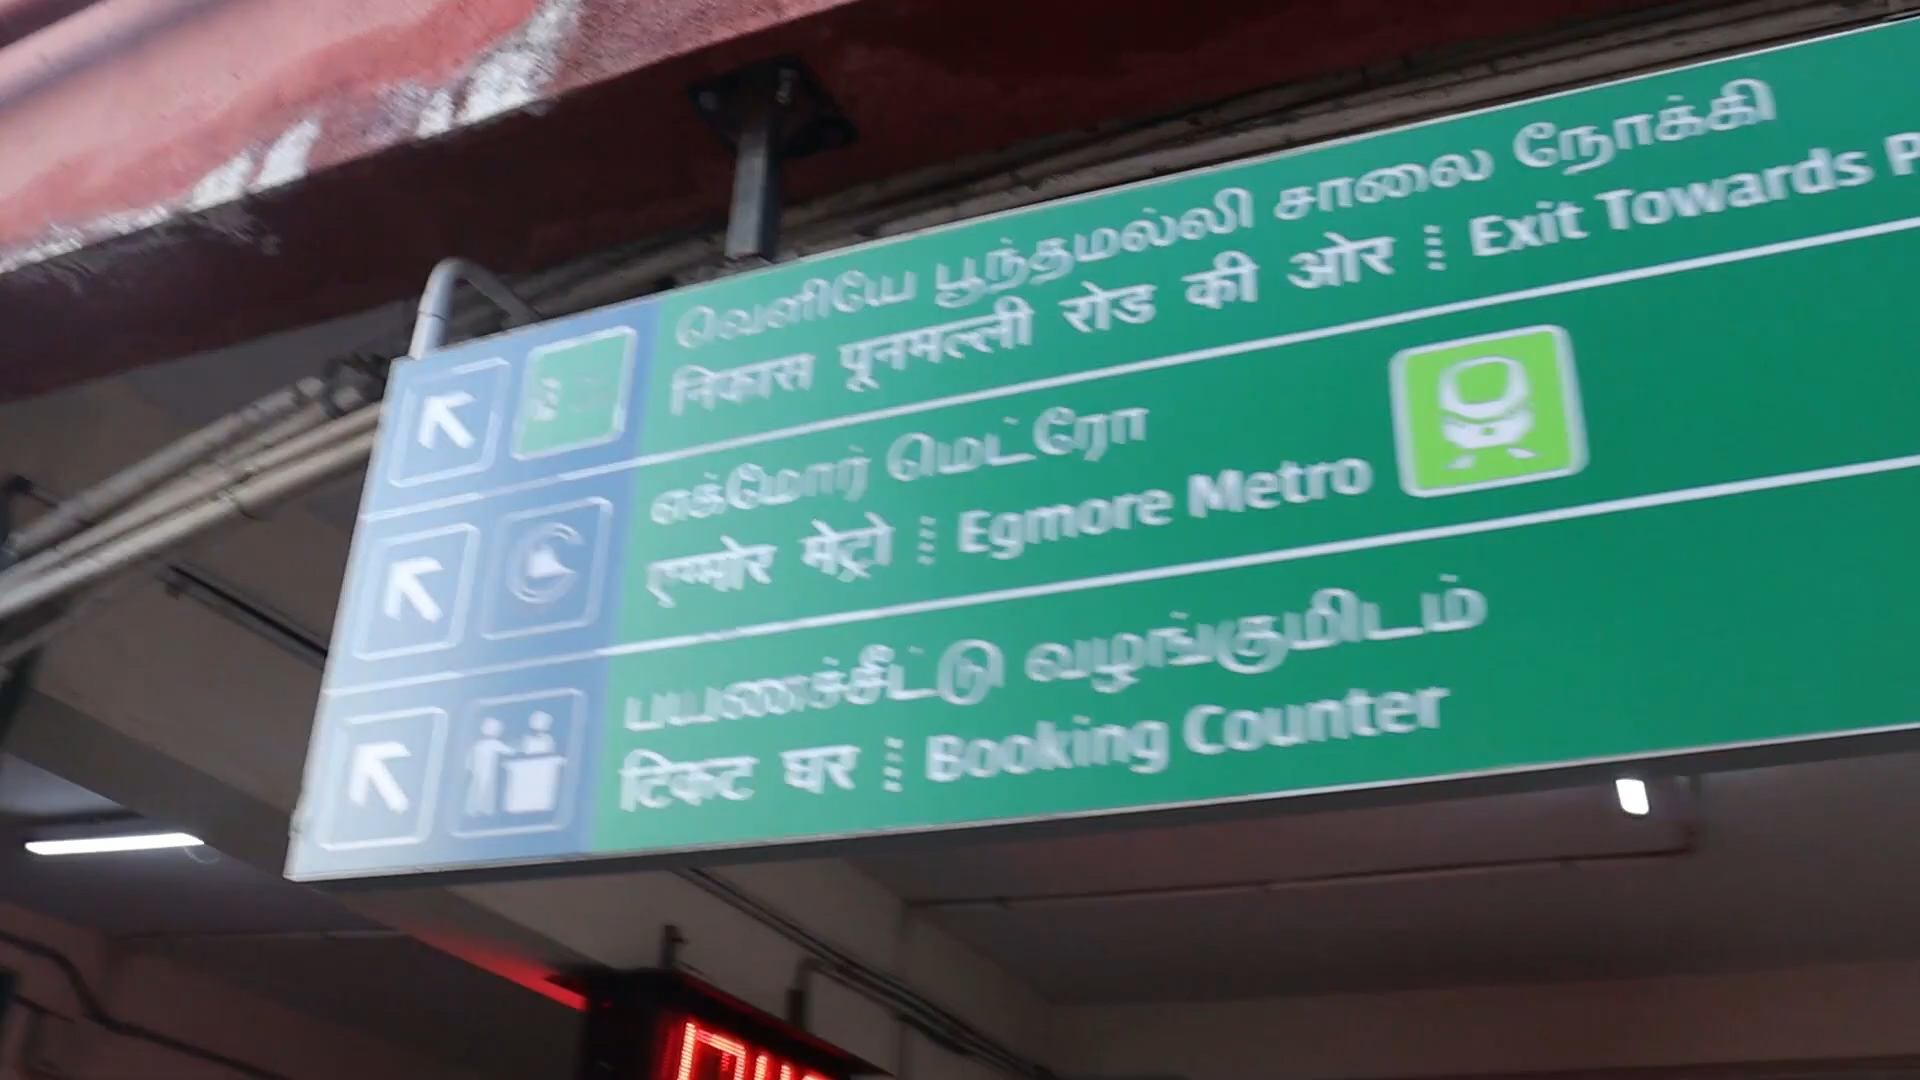 வெளியே பூந்தமல்லி சாலை நோக்கி
निकास पूनमल्ली रोड की ओर ⁞ Exit Towards
எக்மோர் மெட்ரோ
एग्मोर मेट्रो ⁞ Egmore Metro
பயணச்சீட்டு வழங்குமிடம்
टिकट घर ⁞ Booking Counter